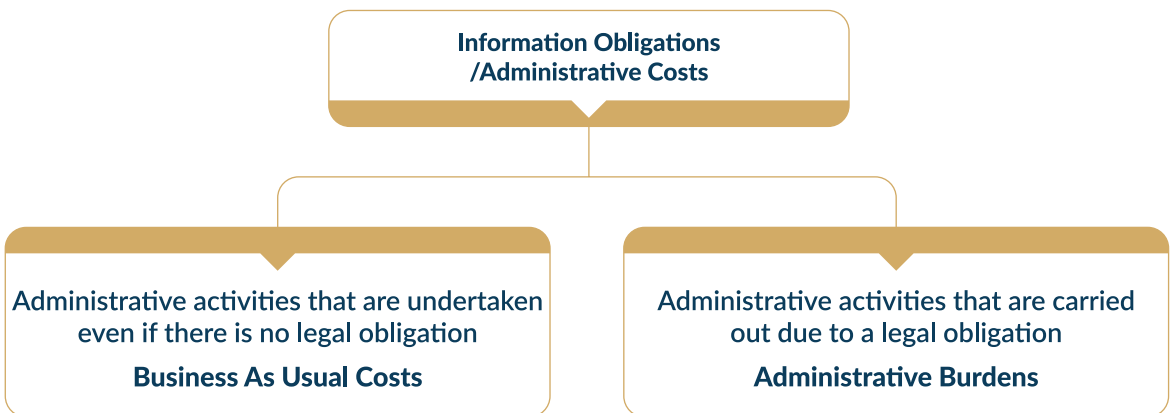 Information Obligations
/Administrative Costs
Administrative activities that are undertaken
even if there is no legal obligation
Business As Usual Costs
Administrative activities that are carried
out due to a legal obligation
Administrative Burdens